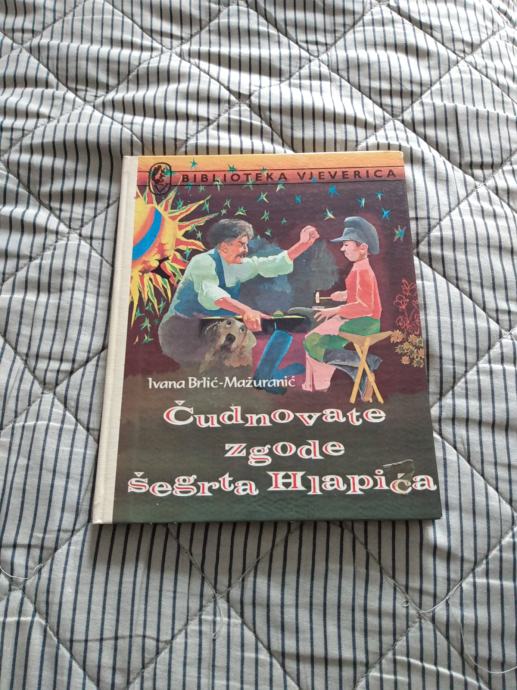 BIBLIOTEKA VJEVERICA
Ivana Brlić-Mažuranić
Čudnovate
zgode
šegrta Hlapića